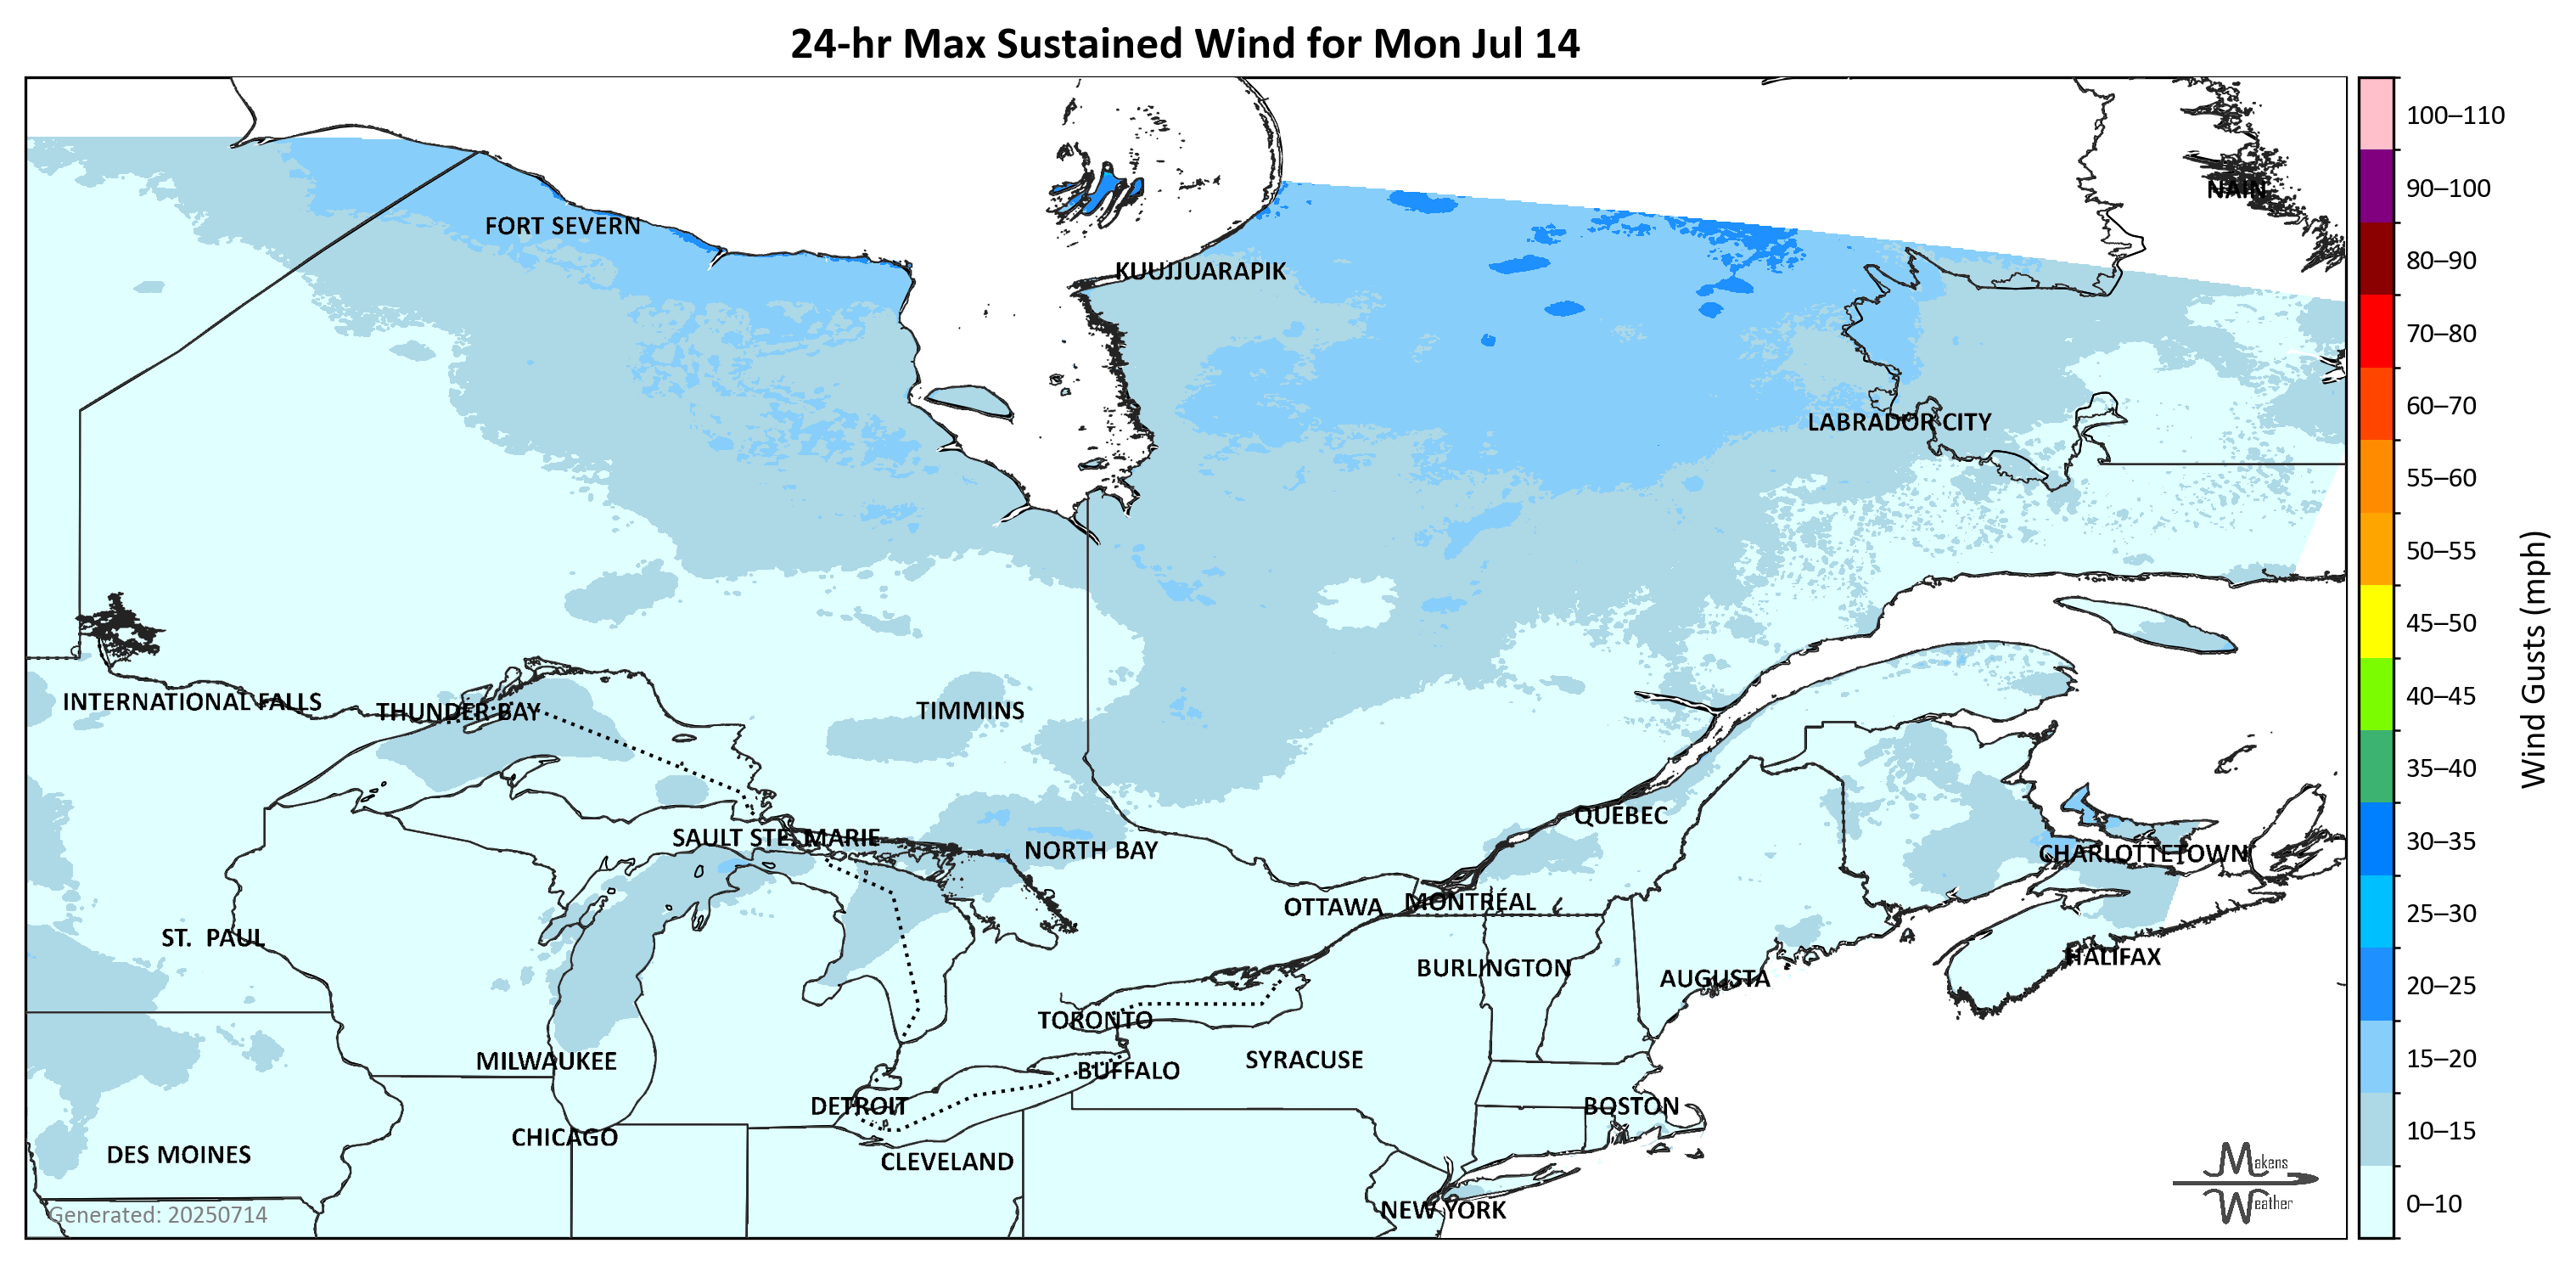 24-hr Max Sustained Wind for Mon Jul 14
100–110
90–100
NAIN
FORT SEVERN
80–90
KUUJJUARAPIK
70–80
60–70
LABRADOR CITY
55–60
50–55
45–50
Wind Gusts (mph)
INTERNATIONAL FALLS
THUNDER BAY
TIMMINS
40–45
35–40
QUÉBEC
SAULT STE. MARIE
NORTH BAY
CHARLOTTETOWN
30–35
OTTAWA
MONTRÉAL
25–30
ST. PAUL
BURLINGTON
AUGUSTA
HALIFAX
20–25
TORONTO
MILWAUKEE
BUFFALO
SYRACUSE
15–20
DETROIT
BOSTON
CHICAGO
10–15
DES MOINES
CLEVELAND
Makens
Weather
NEW YORK
0–10
Generated: 20250714